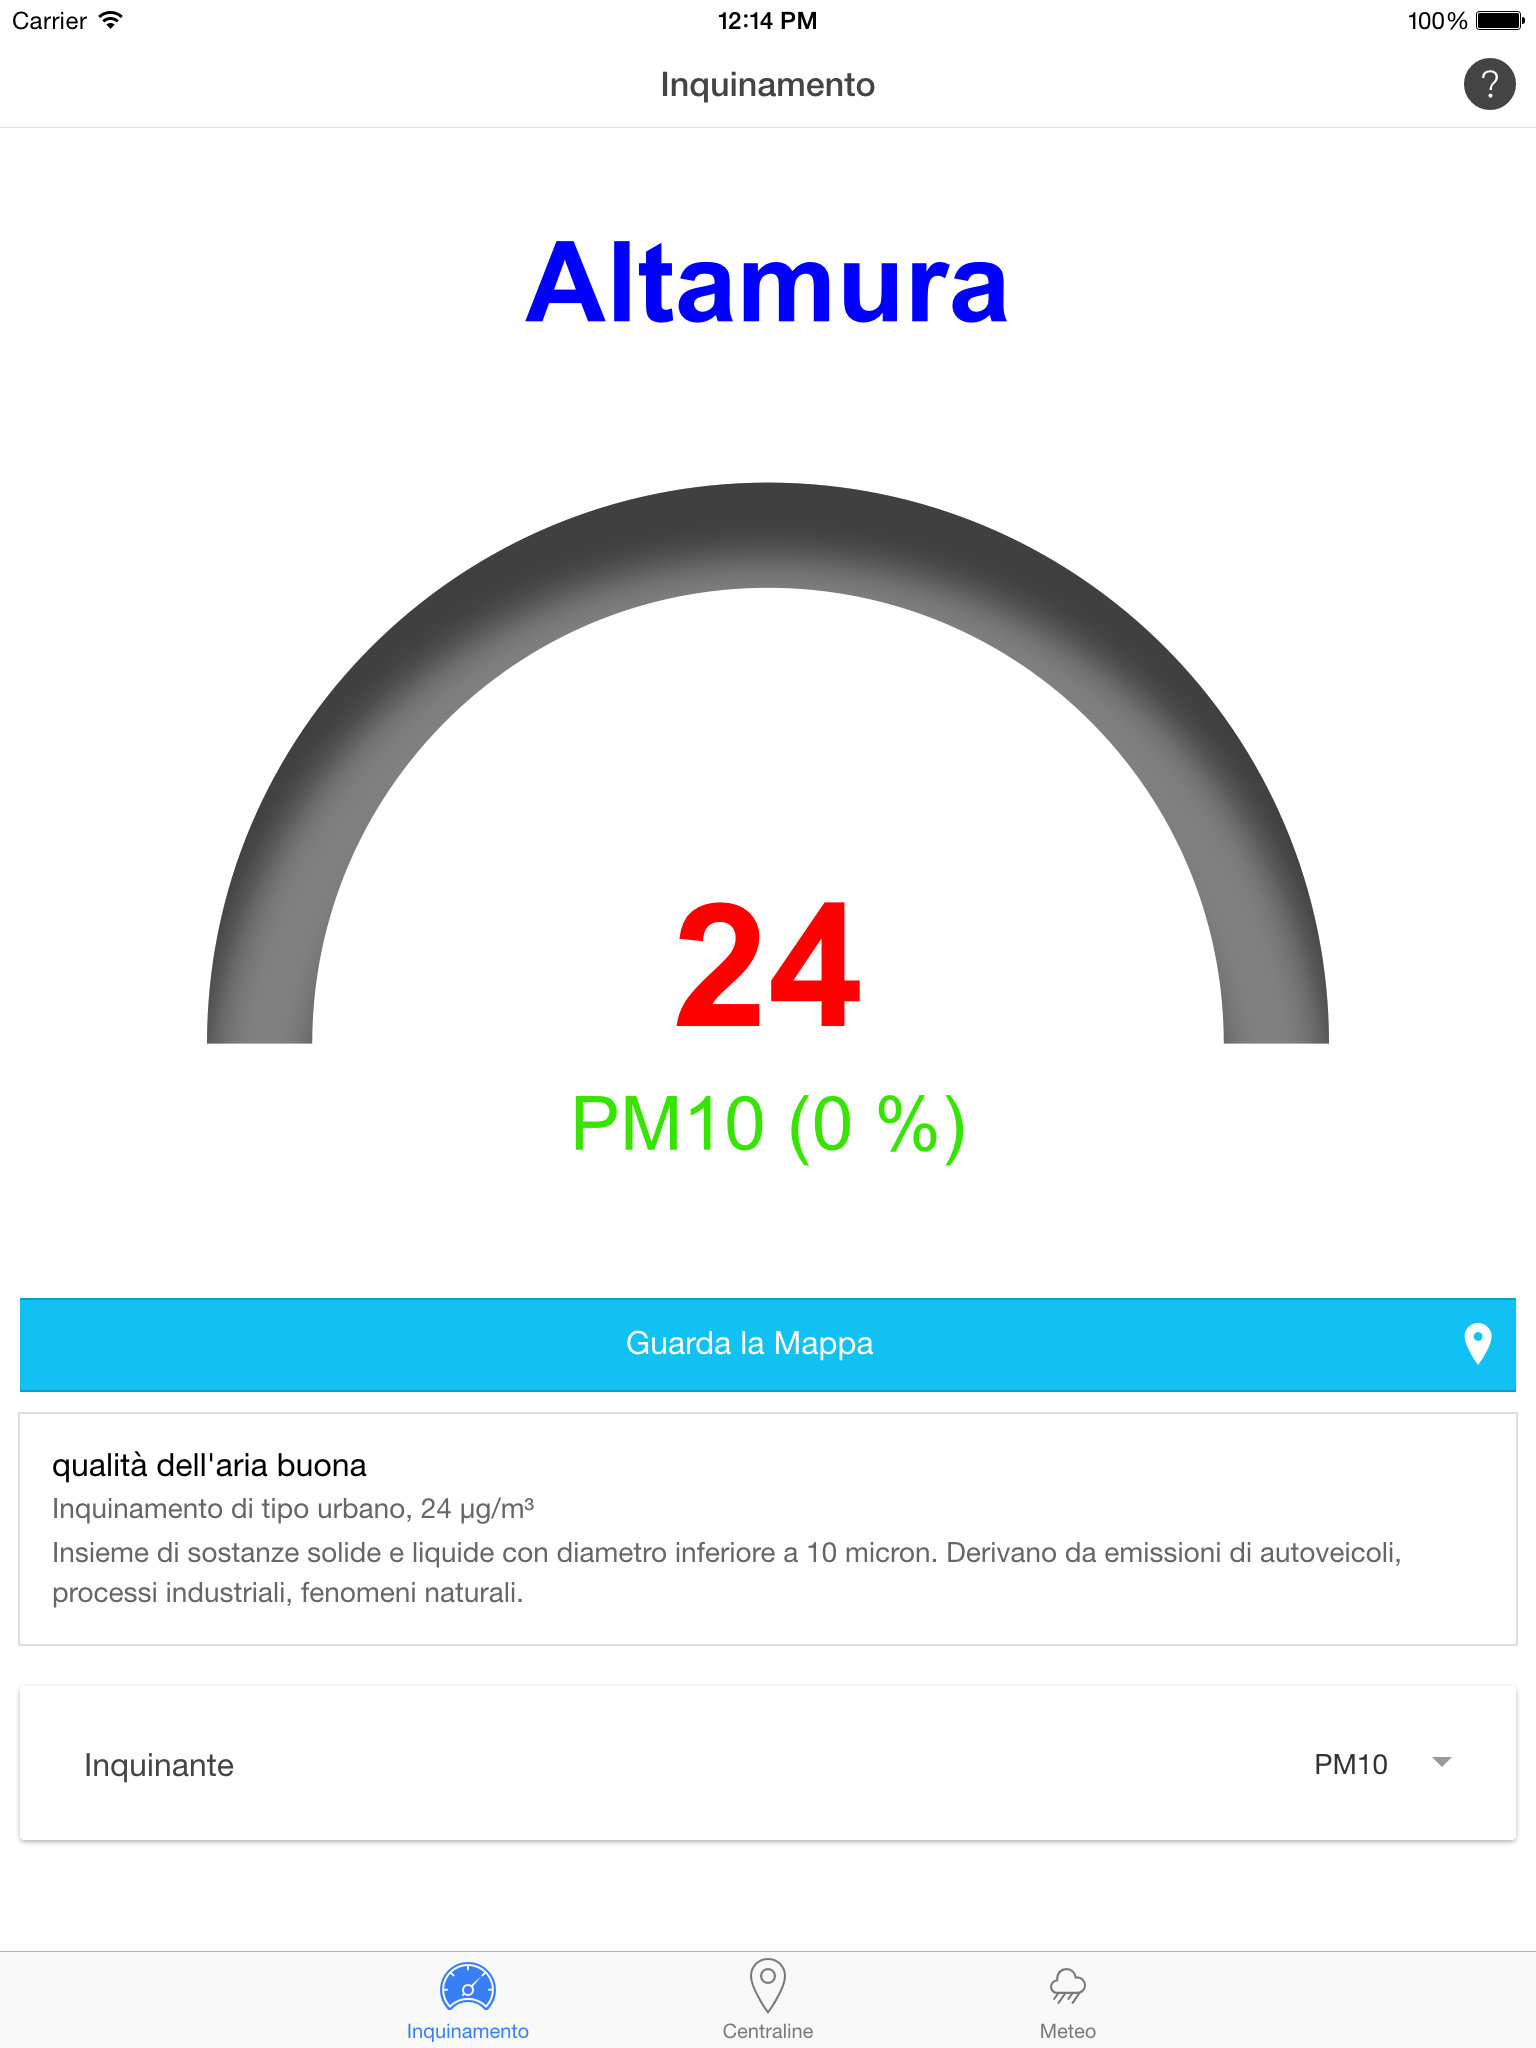 Carrier 12:14 PM 100%
Inquinamento ?
Altamura
24
PM10 (0 %)
Guarda la Mappa
qualità dell'aria buona
Inquinamento di tipo urbano, 24 µg/m³
Insieme di sostanze solide e liquide con diametro inferiore a 10 micron. Derivano da emissioni di autoveicoli,
processi industriali, fenomeni naturali.
Inquinante PM10
Inquinamento Centraline Meteo